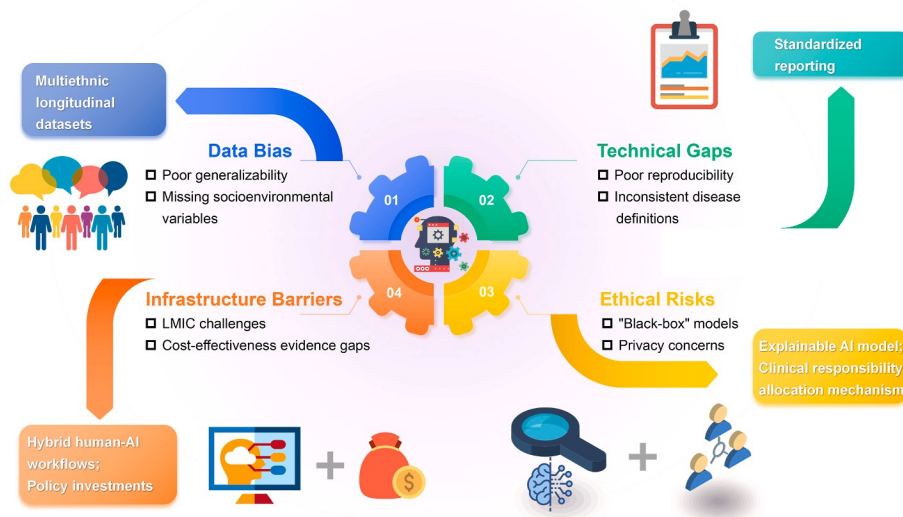 Multiethnic
longitudinal
datasets
Standardized
reporting
Data Bias
Poor generalizability
Missing socioenvironmental
variables
01
02
Technical Gaps
Poor reproducibility
Inconsistent disease
definitions
04
03
Infrastructure Barriers
LMIC challenges
Cost-effectiveness evidence gaps
Ethical Risks
"Black-box" models
Privacy concerns
Explainable AI model;
Clinical responsibility
allocation mechanism
Hybrid human-AI
workflows;
Policy investments
$